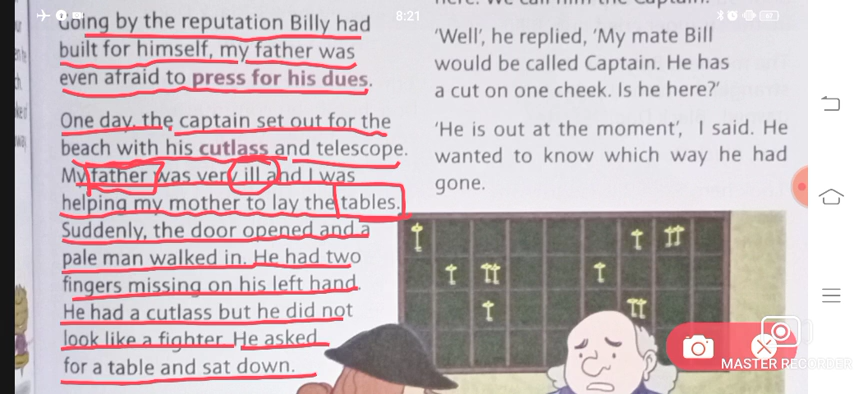 8:21
Going by the reputation Billy had
built for himself, my father was
even afraid to press for his dues.
One day, the captain set out for the
beach with his cutlass and telescope.
My father was very ill and I was
helping my mother to lay the tables.
Suddenly, the door opened and a
pale man walked in. He had two
fingers missing on his left hand.
He had a cutlass but he did not
look like a fighter. He asked
for a table and sat down.
here. We call him the Captain.
'Well', he replied, 'My mate Bill
would be called Captain. He has
a cut on one cheek. Is he here?'
'He is out at the moment', I said. He
wanted to know which way he had
gone.
MASTER RECORDER